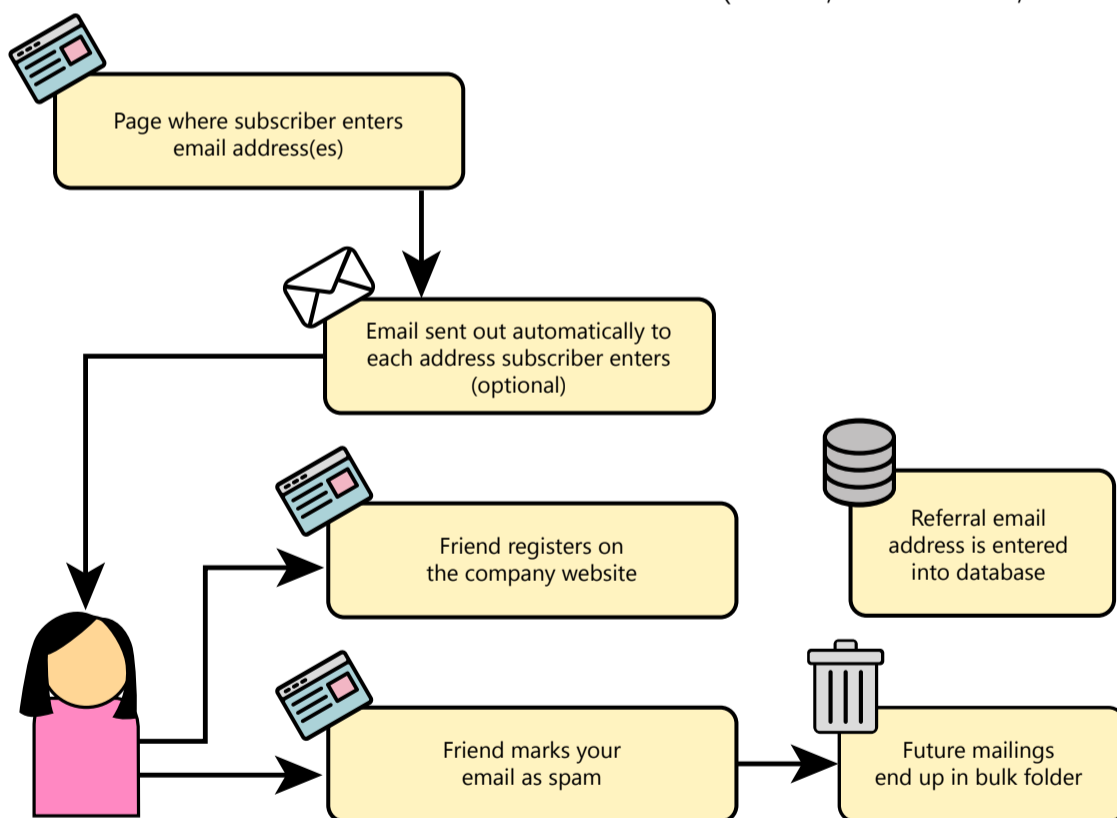 Page where subscriber enters
email address(es)
Email sent out automatically to
each address subscriber enters
(optional)
Friend registers on
the company website
Referral email
address is entered
into database
Friend marks your
email as spam
Future mailings
end up in bulk folder